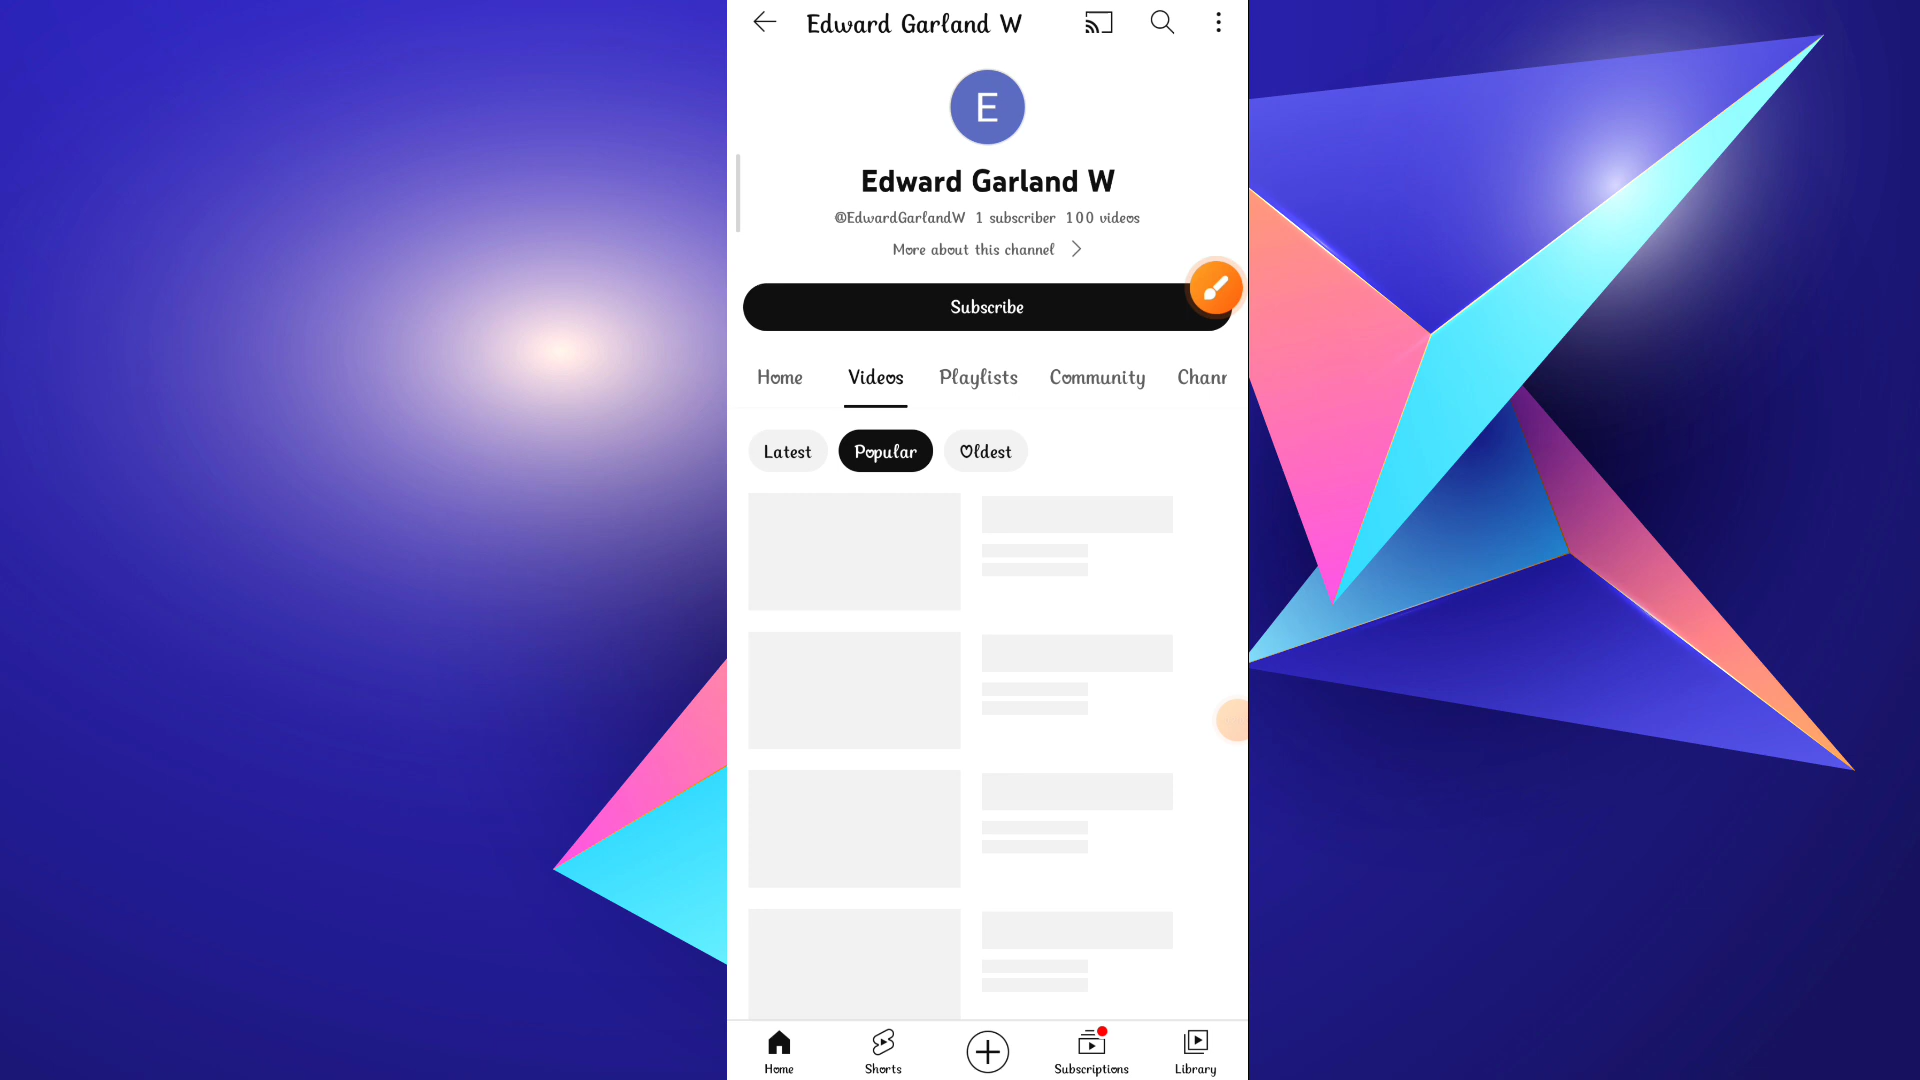 Edward Garland W
E
Edward Garland W
@EdwardGarlandW 1 subscriber 100 videos
More about this channel
Subscribe
Home Videos Playlists Community Chann
Latest Popular Oldest
Home Shorts Subscriptions Library